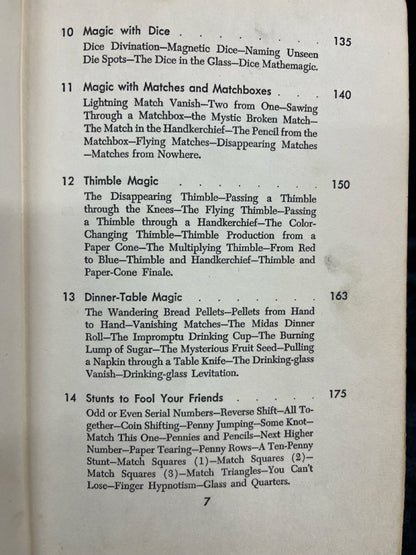 10 Magic with Dice . . . . . . . 135
Dice Divination—Magnetic Dice—Naming Unseen
Die Spots—The Dice in the Glass—Dice Mathemagic.
11 Magic with Matches and Matchboxes . . . 140
Lightning Match Vanish—Two from One—Sawing
Through a Matchbox—the Mystic Broken Match—
The Match in the Handkerchief—The Pencil from the
Matchbox—Flying Matches—Disappearing Matches
—Matches from Nowhere.
12 Thimble Magic . . . . . . . 150
The Disappearing Thimble—Passing a Thimble
through the Knees—The Flying Thimble—Passing
a Thimble through a Handkerchief—The Color-
Changing Thimble—Thimble Production from a
Paper Cone—The Multiplying Thimble—From Red
to Blue—Thimble and Handkerchief—Thimble and
Paper-Cone Finale.
13 Dinner-Table Magic . . . . . . . 163
The Wandering Bread Pellets—Pellets from Hand
to Hand—Vanishing Matches—The Midas Dinner
Roll—The Impromptu Drinking Cup—The Burning
Lump of Sugar—The Mysterious Fruit Seed—Pulling
a Napkin through a Table Knife—The Drinking-glass
Vanish—Drinking-glass Levitation.
14 Stunts to Fool Your Friends . . . . . . 175
Odd or Even Serial Numbers—Reverse Shift—All To-
gether—Coin Shifting—Penny Jumping—Some Knot—
Match This One—Pennies and Pencils—Next Higher
Number—Paper Tearing—Penny Rows—A Ten-Penny
Stunt—Match Squares (1)—Match Squares (2)—
Match Squares (3)—Match Triangles—You Can't
Lose—Finger Hypnotism—Glass and Quarters.
7